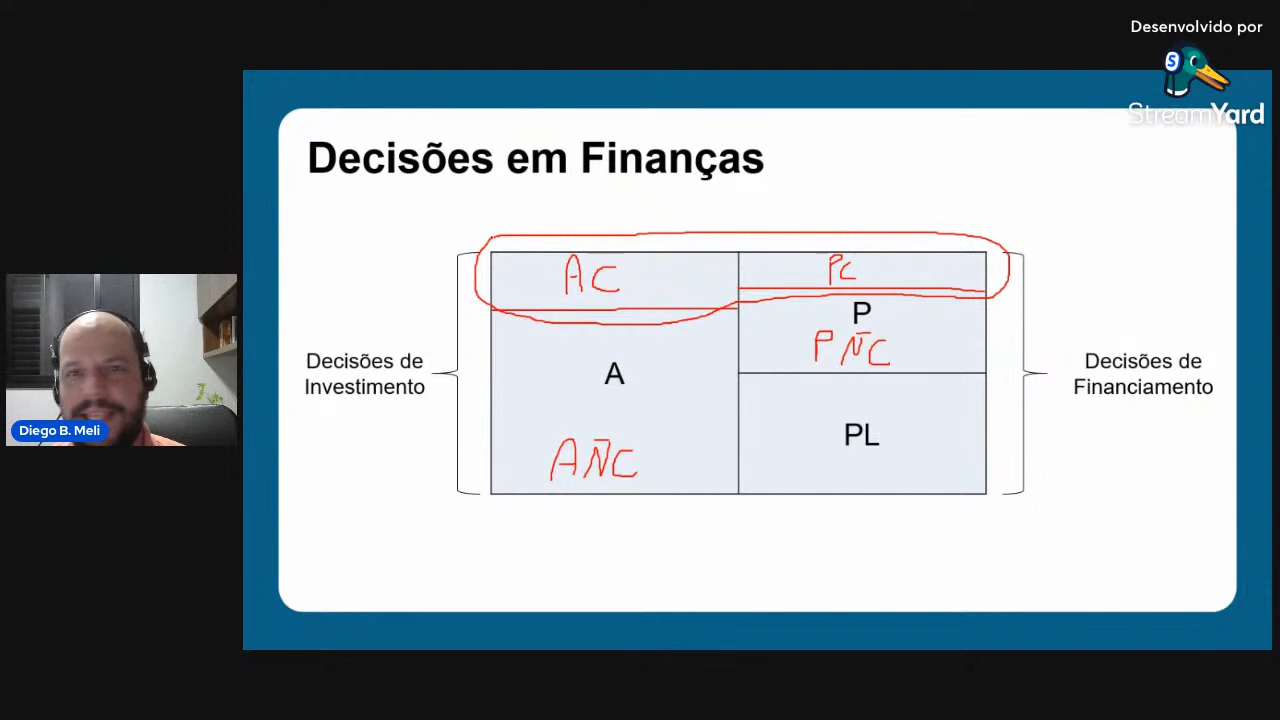 Desenvolvido por
S
StreamYard
Decisões em Finanças
AC
PC
P
PÑC
Decisões de
Investimento
A
Decisões de
Financiamento
PL
AÑC
Diego B. Meli